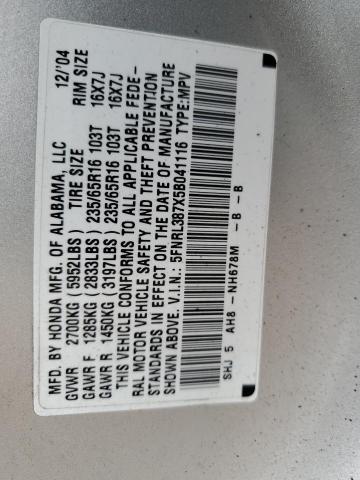 MFD. BY HONDA MFG. OF ALABAMA, LLC 12/'04
GVWR 2700KG (5952LBS) TIRE SIZE RIM SIZE
GAWR F 1285KG (2833LBS) 235/65R16 103T 16X7J
GAWR R 1450KG (3197LBS) 235/65R16 103T 16X7J
THIS VEHICLE CONFORMS TO ALL APPLICABLE FEDE-
RAL MOTOR VEHICLE SAFETY AND THEFT PREVENTION
STANDARDS IN EFFECT ON THE DATE OF MANUFACTURE
SHOWN ABOVE. V.I.N.: 5FNRL387X5B041116 TYPE:MPV
SHJ 5 AH8 -NH678M -B -B